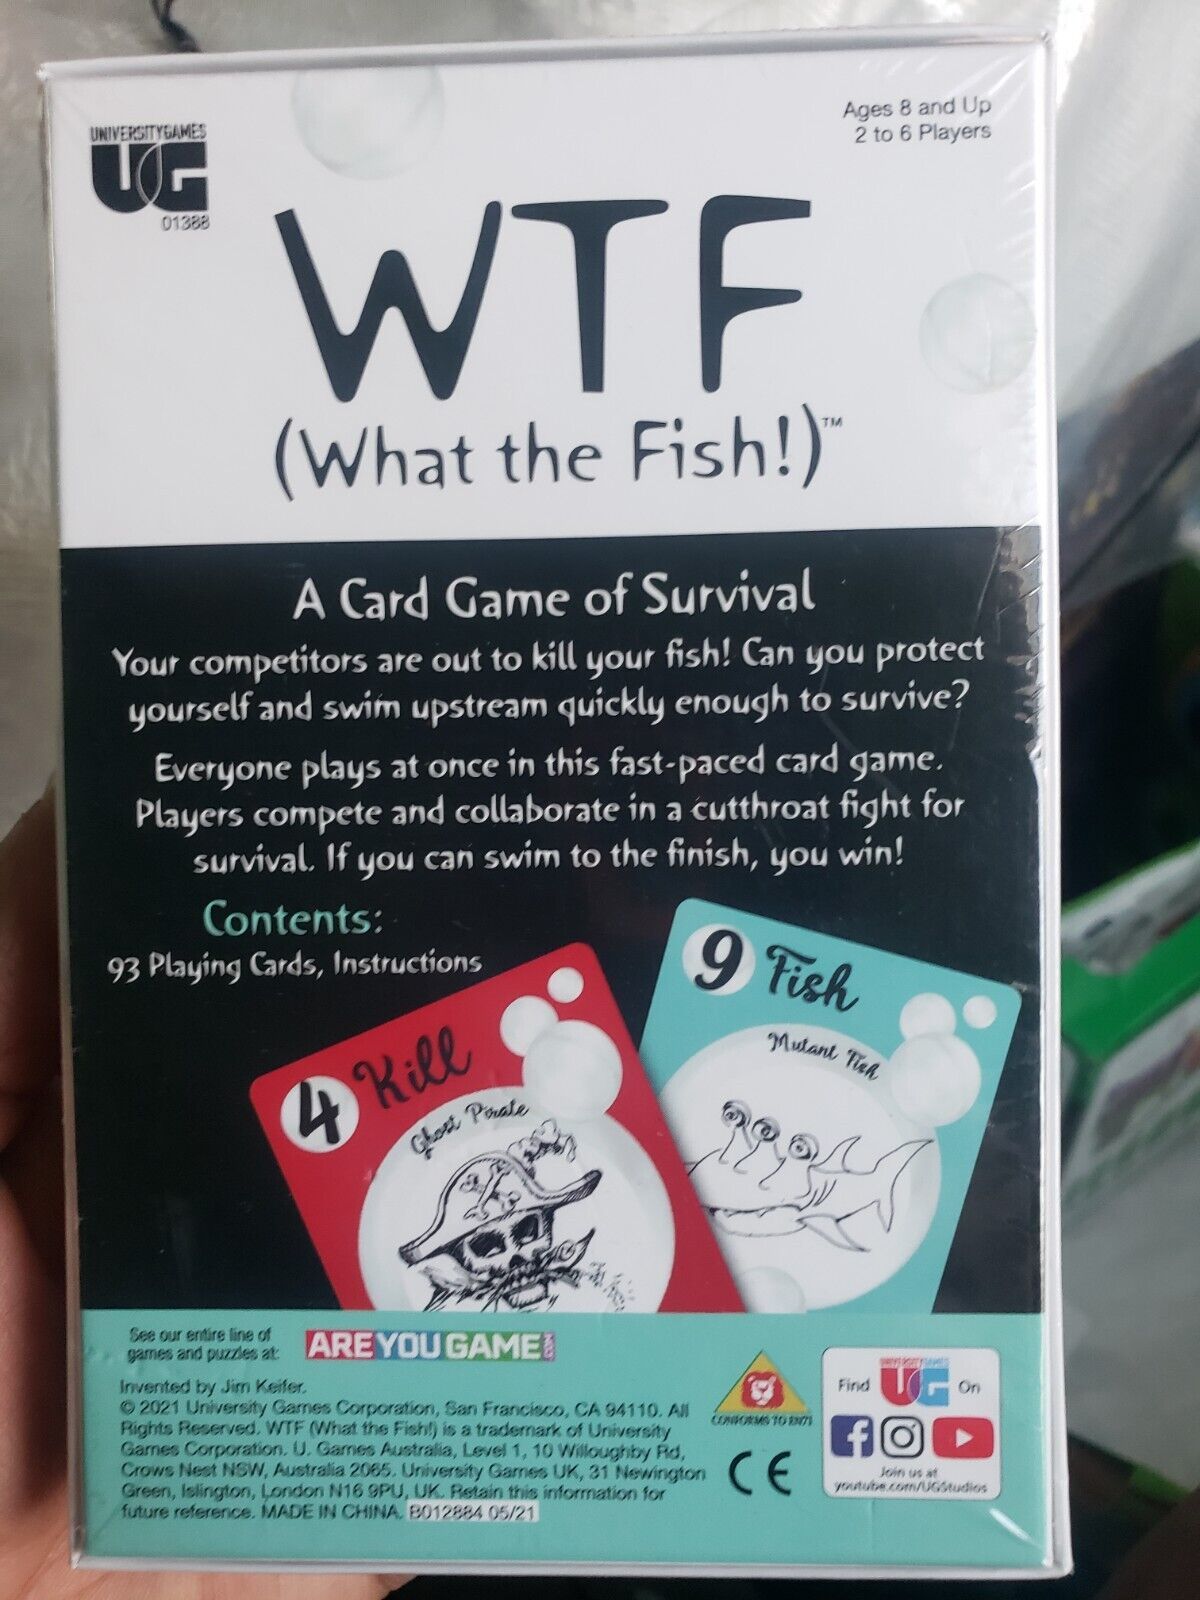 UNIVERSITYGAMES
UG
01388
Ages 8 and Up
2 to 6 Players
WTF
(What the Fish!)™
A Card Game of Survival
Your competitors are out to kill your fish! Can you protect
yourself and swim upstream quickly enough to survive?
Everyone plays at once in this fast-paced card game.
Players compete and collaborate in a cutthroat fight for
survival. If you can swim to the finish, you win!
Contents:
93 Playing Cards, Instructions
4 Kill
Ghost Pirate
9 Fish
Mutant Fish
See our entire line of
games and puzzles at:
AREYOUGAME.COM
Invented by Jim Keifer.
© 2021 University Games Corporation, San Francisco, CA 94110. All
Rights Reserved. WTF (What the Fish!) is a trademark of University
Games Corporation. U. Games Australia, Level 1, 10 Willoughby Rd,
Crows Nest NSW, Australia 2065. University Games UK, 31 Newington
Green, Islington, London N16 9PU, UK. Retain this information for
future reference. MADE IN CHINA. B012884 05/21
CONFORMS TO EN71
CE
UNIVERSITYGAMES
Find UG On
Join us at
youtube.com/UGStudios